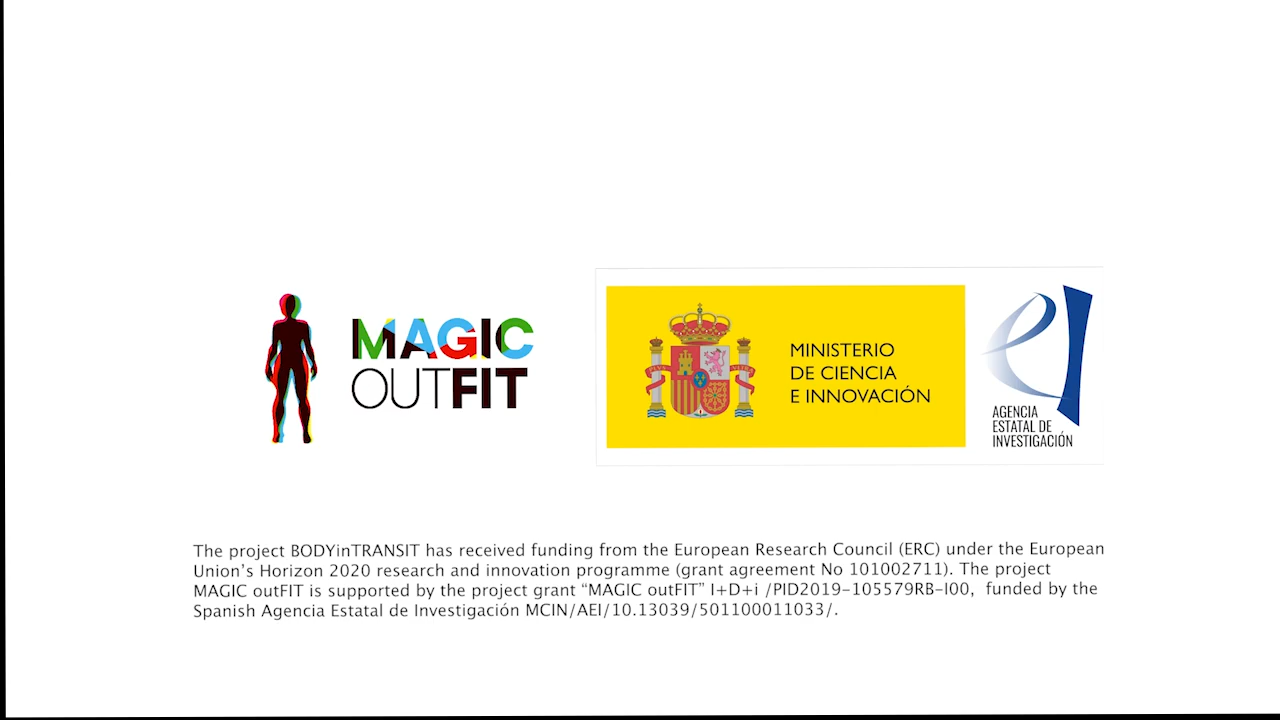 MAGIC
OUTFIT
PLVS VLTRA
MINISTERIO
DE CIENCIA
E INNOVACIÓN
AGENCIA
ESTATAL DE
INVESTIGACIÓN
The project BODYinTRANSIT has received funding from the European Research Council (ERC) under the European
Union’s Horizon 2020 research and innovation programme (grant agreement No 101002711). The project
MAGIC outFIT is supported by the project grant “MAGIC outFIT” I+D+i /PID2019-105579RB-I00,  funded by the
Spanish Agencia Estatal de Investigación MCIN/AEI/10.13039/501100011033/.